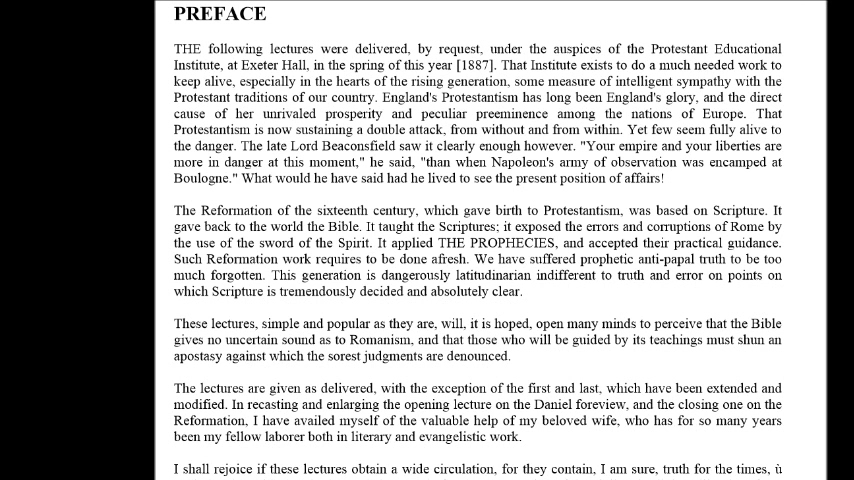 PREFACE
THE following lectures were delivered, by request, under the auspices of the Protestant Educational
Institute, at Exeter Hall, in the spring of this year [1887]. That Institute exists to do a much needed work to
keep alive, especially in the hearts of the rising generation, some measure of intelligent sympathy with the
Protestant traditions of our country. England's Protestantism has long been England's glory, and the direct
cause of her unrivaled prosperity and peculiar preeminence among the nations of Europe. That
Protestantism is now sustaining a double attack, from without and from within. Yet few seem fully alive to
the danger. The late Lord Beaconsfield saw it clearly enough however. "Your empire and your liberties are
more in danger at this moment," he said, "than when Napoleon's army of observation was encamped at
Boulogne." What would he have said had he lived to see the present position of affairs!
The Reformation of the sixteenth century, which gave birth to Protestantism, was based on Scripture. It
gave back to the world the Bible. It taught the Scriptures; it exposed the errors and corruptions of Rome by
the use of the sword of the Spirit. It applied THE PROPHECIES, and accepted their practical guidance.
Such Reformation work requires to be done afresh. We have suffered prophetic anti-papal truth to be too
much forgotten. This generation is dangerously latitudinarian indifferent to truth and error on points on
which Scripture is tremendously decided and absolutely clear.
These lectures, simple and popular as they are, will, it is hoped, open many minds to perceive that the Bible
gives no uncertain sound as to Romanism, and that those who will be guided by its teachings must shun an
apostasy against which the sorest judgments are denounced.
The lectures are given as delivered, with the exception of the first and last, which have been extended and
modified. In recasting and enlarging the opening lecture on the Daniel foreview, and the closing one on the
Reformation, I have availed myself of the valuable help of my beloved wife, who has for so many years
been my fellow laborer both in literary and evangelistic work.
I shall rejoice if these lectures obtain a wide circulation, for they contain, I am sure, truth for the times, ù